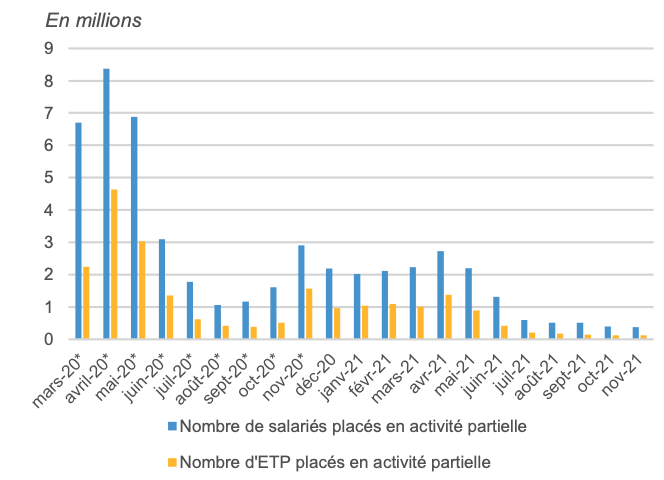 En millions
9
8
7
6
5
4
3
2
1
0
mars-20*
avril-20*
mai-20*
juin-20*
juil-20*
août-20*
sept-20*
oct-20*
nov-20*
déc-20
janv-21
févr-21
mars-21
avr-21
mai-21
juin-21
juil-21
août-21
sept-21
oct-21
nov-21
Nombre de salariés placés en activité partielle
Nombre d'ETP placés en activité partielle